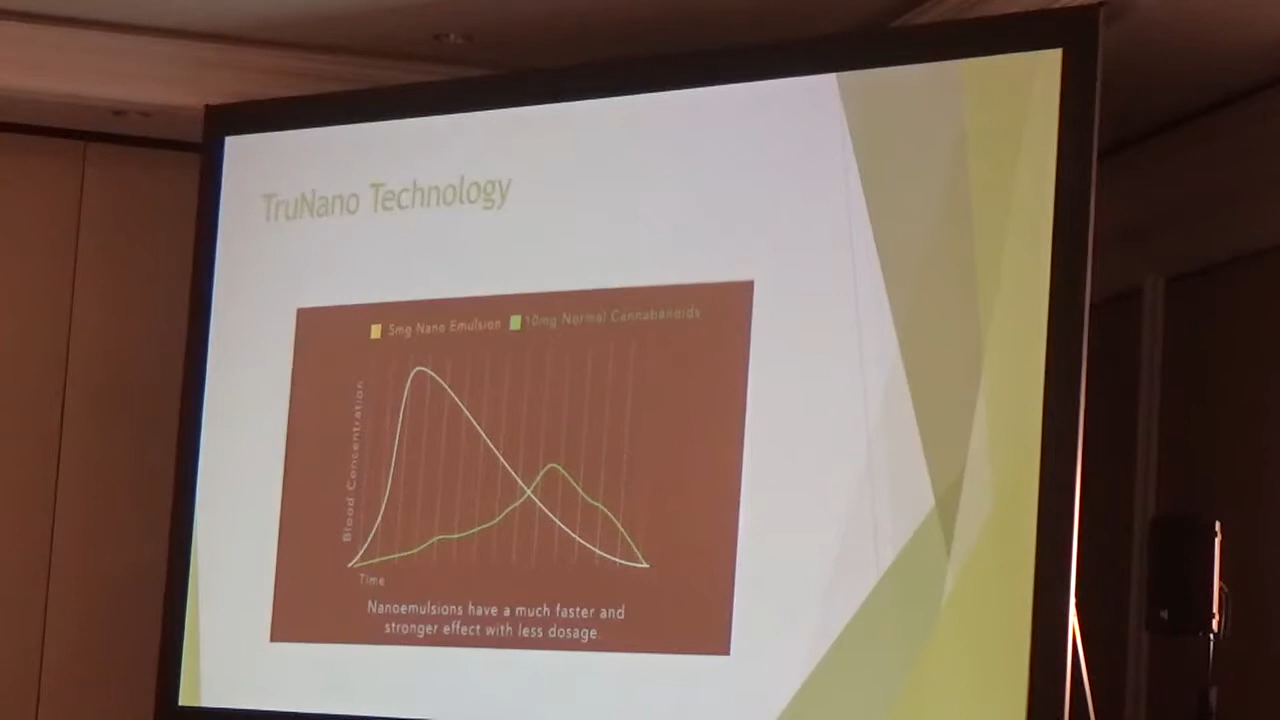 TruNano Technology
5mg Nano Emulsion 10mg Normal Cannabanoids
Blood Concentration
Time
Nanoemulsions have a much faster and
stronger effect with less dosage.